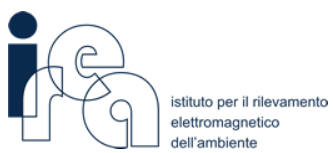 irea
istituto per il rilevamento
elettromagnetico
dell'ambiente